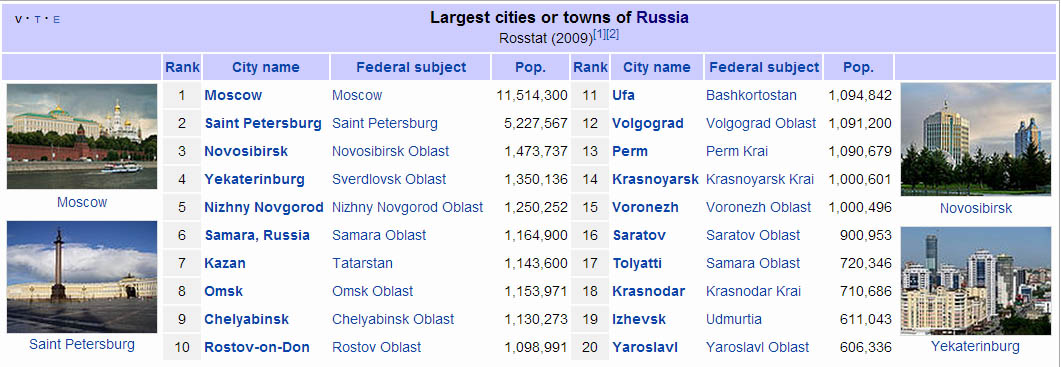 V · T · E
Largest cities or towns of Russia
Rosstat (2009)[1][2]
Rank City name Federal subject Pop. Rank City name Federal subject Pop.
1 Moscow Moscow 11,514,300 11 Ufa Bashkortostan 1,094,842
2 Saint Petersburg Saint Petersburg 5,227,567 12 Volgograd Volgograd Oblast 1,091,200
3 Novosibirsk Novosibirsk Oblast 1,473,737 13 Perm Perm Krai 1,090,679
4 Yekaterinburg Sverdlovsk Oblast 1,350,136 14 Krasnoyarsk Krasnoyarsk Krai 1,000,601
Moscow
Novosibirsk
5 Nizhny Novgorod Nizhny Novgorod Oblast 1,250,252 15 Voronezh Voronezh Oblast 1,000,496
6 Samara, Russia Samara Oblast 1,164,900 16 Saratov Saratov Oblast 900,953
7 Kazan Tatarstan 1,143,600 17 Tolyatti Samara Oblast 720,346
8 Omsk Omsk Oblast 1,153,971 18 Krasnodar Krasnodar Krai 710,686
9 Chelyabinsk Chelyabinsk Oblast 1,130,273 19 Izhevsk Udmurtia 611,043
10 Rostov-on-Don Rostov Oblast 1,098,991 20 Yaroslavl Yaroslavl Oblast 606,336
Saint Petersburg
Yekaterinburg